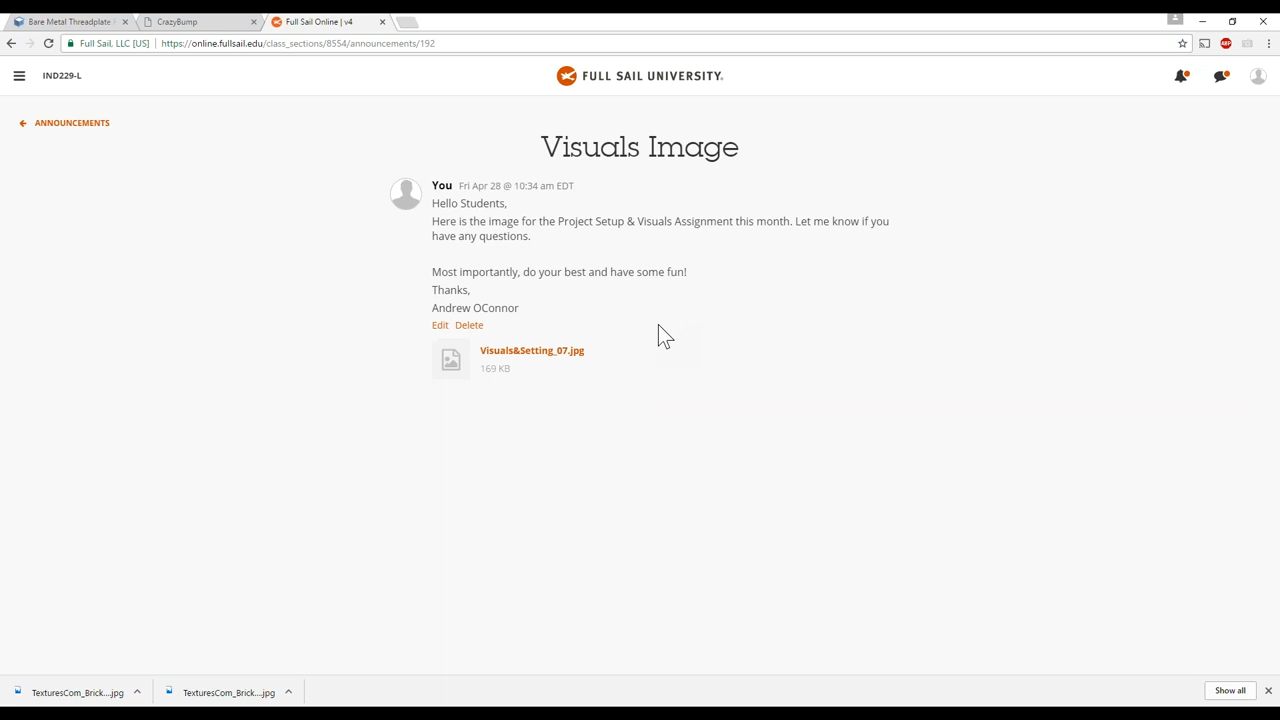 Bare Metal Threadplate
CrazyBump
Full Sail Online | v4
Full Sail, LLC [US]
https://online.fullsail.edu/class_sections/8554/announcements/192
ABP
IND229-L
FULL SAIL UNIVERSITY.
ANNOUNCEMENTS
Visuals Image
You Fri Apr 28 @ 10:34 am EDT
Hello Students,
Here is the image for the Project Setup & Visuals Assignment this month. Let me know if you
have any questions.
Most importantly, do your best and have some fun!
Thanks,
Andrew OConnor
Edit Delete
Visuals&Setting_07.jpg
169 KB
TexturesCom_Brick....jpg
TexturesCom_Brick....jpg
Show all